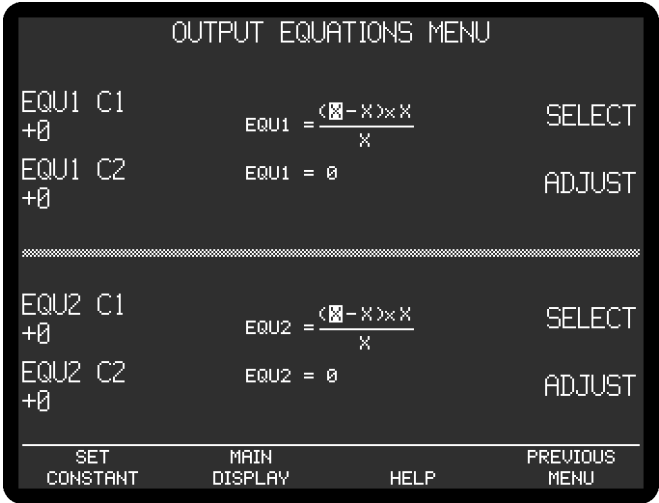 OUTPUT EQUATIONS MENU
EQU1 C1
+0
EQU1 = (X-X)×X
X
SELECT
EQU1 C2
+0
EQU1 = 0
ADJUST
EQU2 C1
+0
EQU2 = (X-X)×X
X
SELECT
EQU2 C2
+0
EQU2 = 0
ADJUST
SET
CONSTANT
MAIN
DISPLAY
HELP
PREVIOUS
MENU